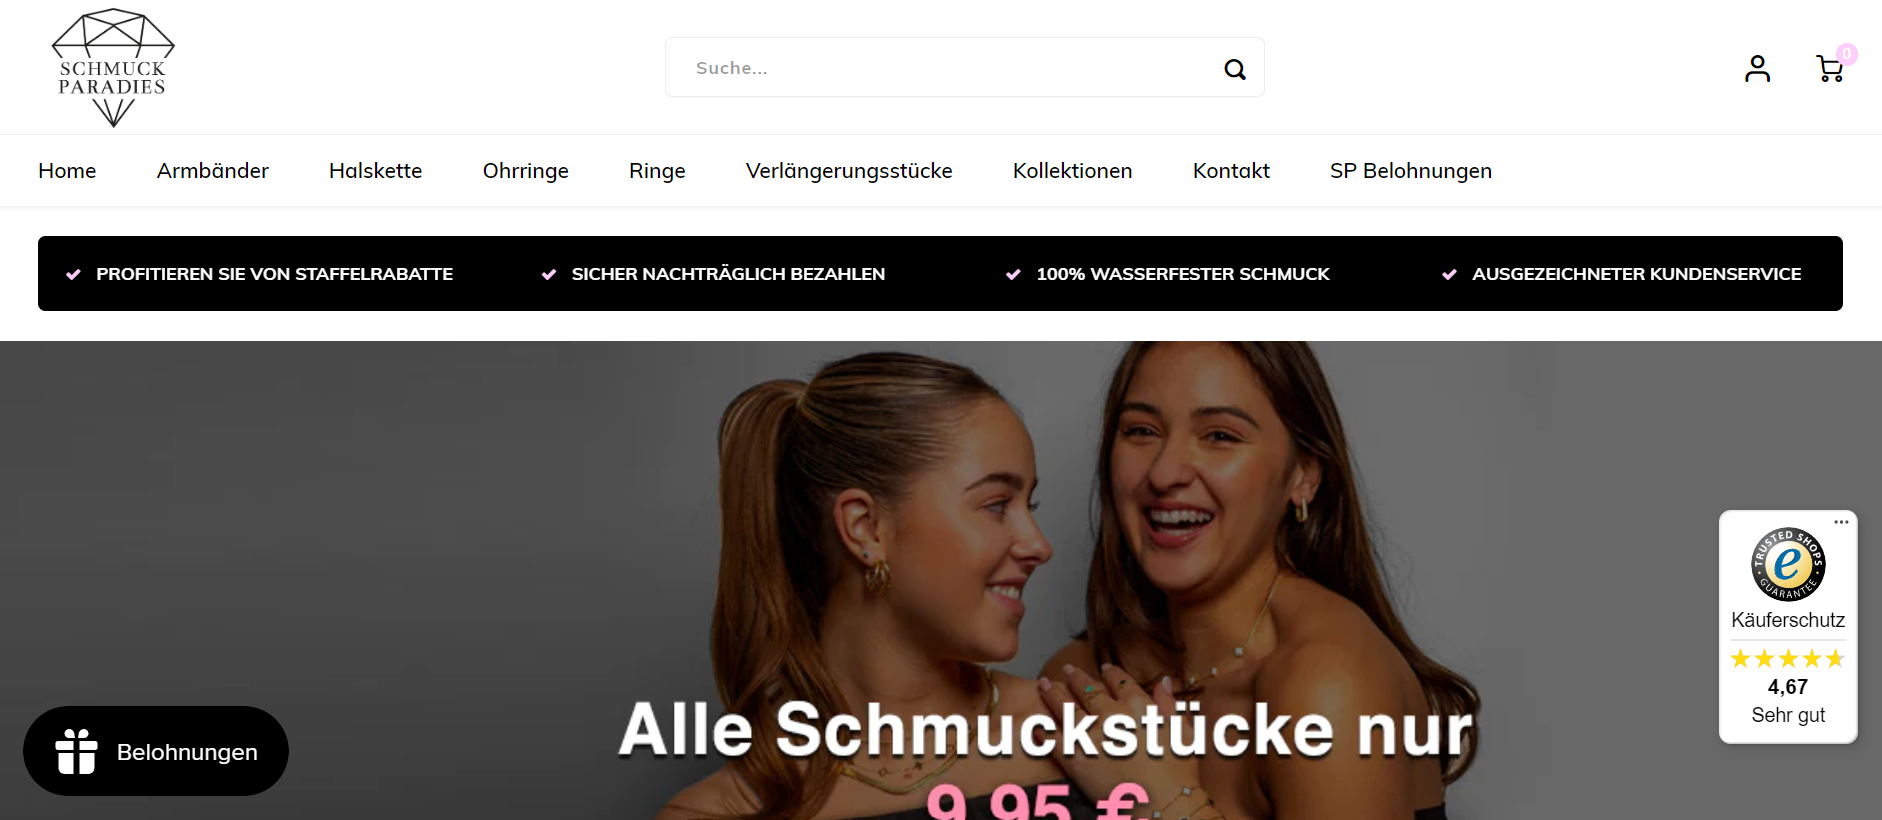 SCHMUCK
PARADIES
Suche...
0
Home Armbänder Halskette Ohrringe Ringe Verlängerungsstücke Kollektionen Kontakt SP Belohnungen
PROFITIEREN SIE VON STAFFELRABATTE SICHER NACHTRÄGLICH BEZAHLEN 100% WASSERFESTER SCHMUCK AUSGEZEICHNETER KUNDENSERVICE
TRUSTED SHOPS
e
GUARANTEE
Käuferschutz
4,67
Sehr gut
Alle Schmuckstücke nur
9,95 €
Belohnungen